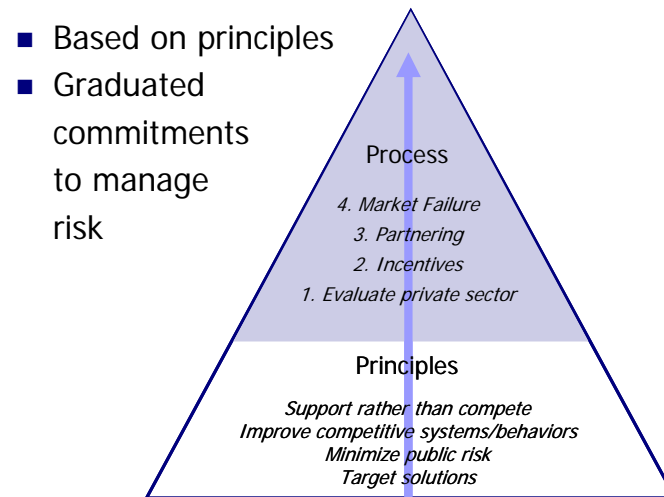 Based on principles
Graduated
commitments
to manage
risk
Process
4. Market Failure
3. Partnering
2. Incentives
1. Evaluate private sector
Principles
Support rather than compete
Improve competitive systems/behaviors
Minimize public risk
Target solutions